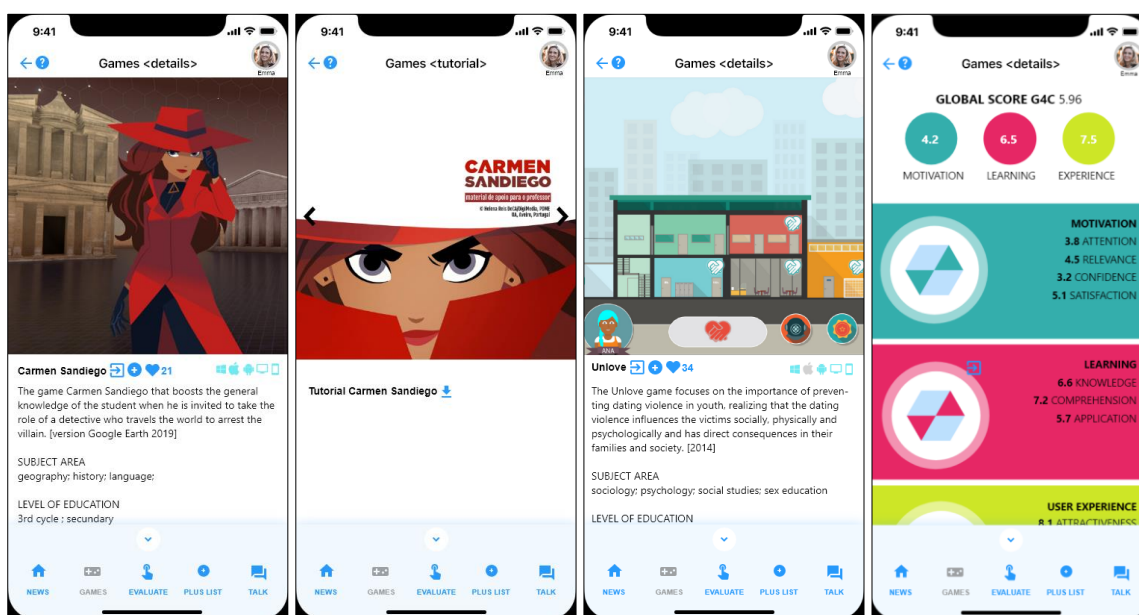 9:41
Games <details>
Emma
Carmen Sandiego 21
The game Carmen Sandiego that boosts the general
knowledge of the student when he is invited to take the
role of a detective who travels the world to arrest the
villain. [version Google Earth 2019]
SUBJECT AREA
geography; history; language;
LEVEL OF EDUCATION
3rd cycle ; secundary
NEWS GAMES EVALUATE PLUS LIST TALK
9:41
Games <tutorial>
Emma
CARMEN
SANDIEGO
material de apoio para o professor
Tutorial Carmen Sandiego
NEWS GAMES EVALUATE PLUS LIST TALK
9:41
Games <details>
Emma
ANA
Unlove 34
The Unlove game focuses on the importance of preven-
ting dating violence in youth, realizing that the dating
violence influences the victims socially, physically and
psychologically and has direct consequences in their
families and society. [2014]
SUBJECT AREA
sociology; psychology; social studies; sex education
LEVEL OF EDUCATION
NEWS GAMES EVALUATE PLUS LIST TALK
9:41
Games <details>
Emma
GLOBAL SCORE G4C 5.96
4.2 6.5 7.5
MOTIVATION LEARNING EXPERIENCE
MOTIVATION
3.8 ATTENTION
4.5 RELEVANCE
3.2 CONFIDENCE
5.1 SATISFACTION
LEARNING
6.6 KNOWLEDGE
7.2 COMPREHENSION
5.7 APPLICATION
USER EXPERIENCE
8.1 ATTRACTIVENESS
NEWS GAMES EVALUATE PLUS LIST TALK